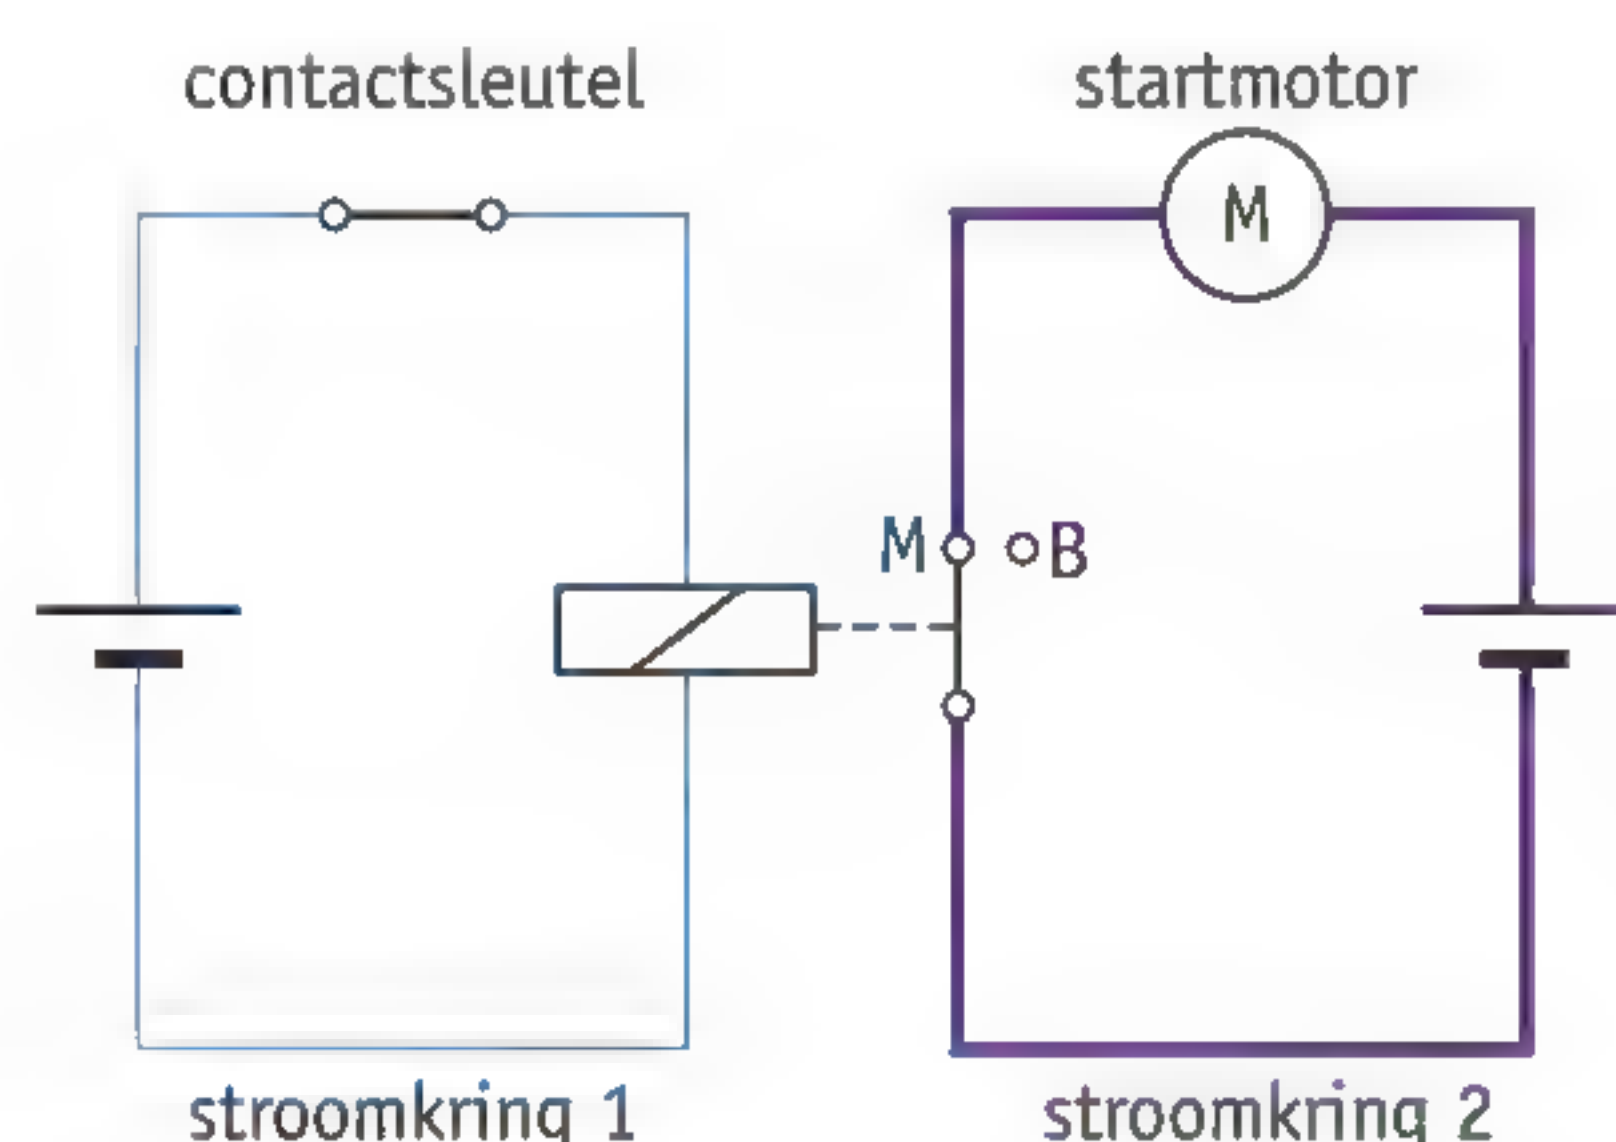 contactsleutel
startmotor
M
M
B
stroomkring 1
stroomkring 2